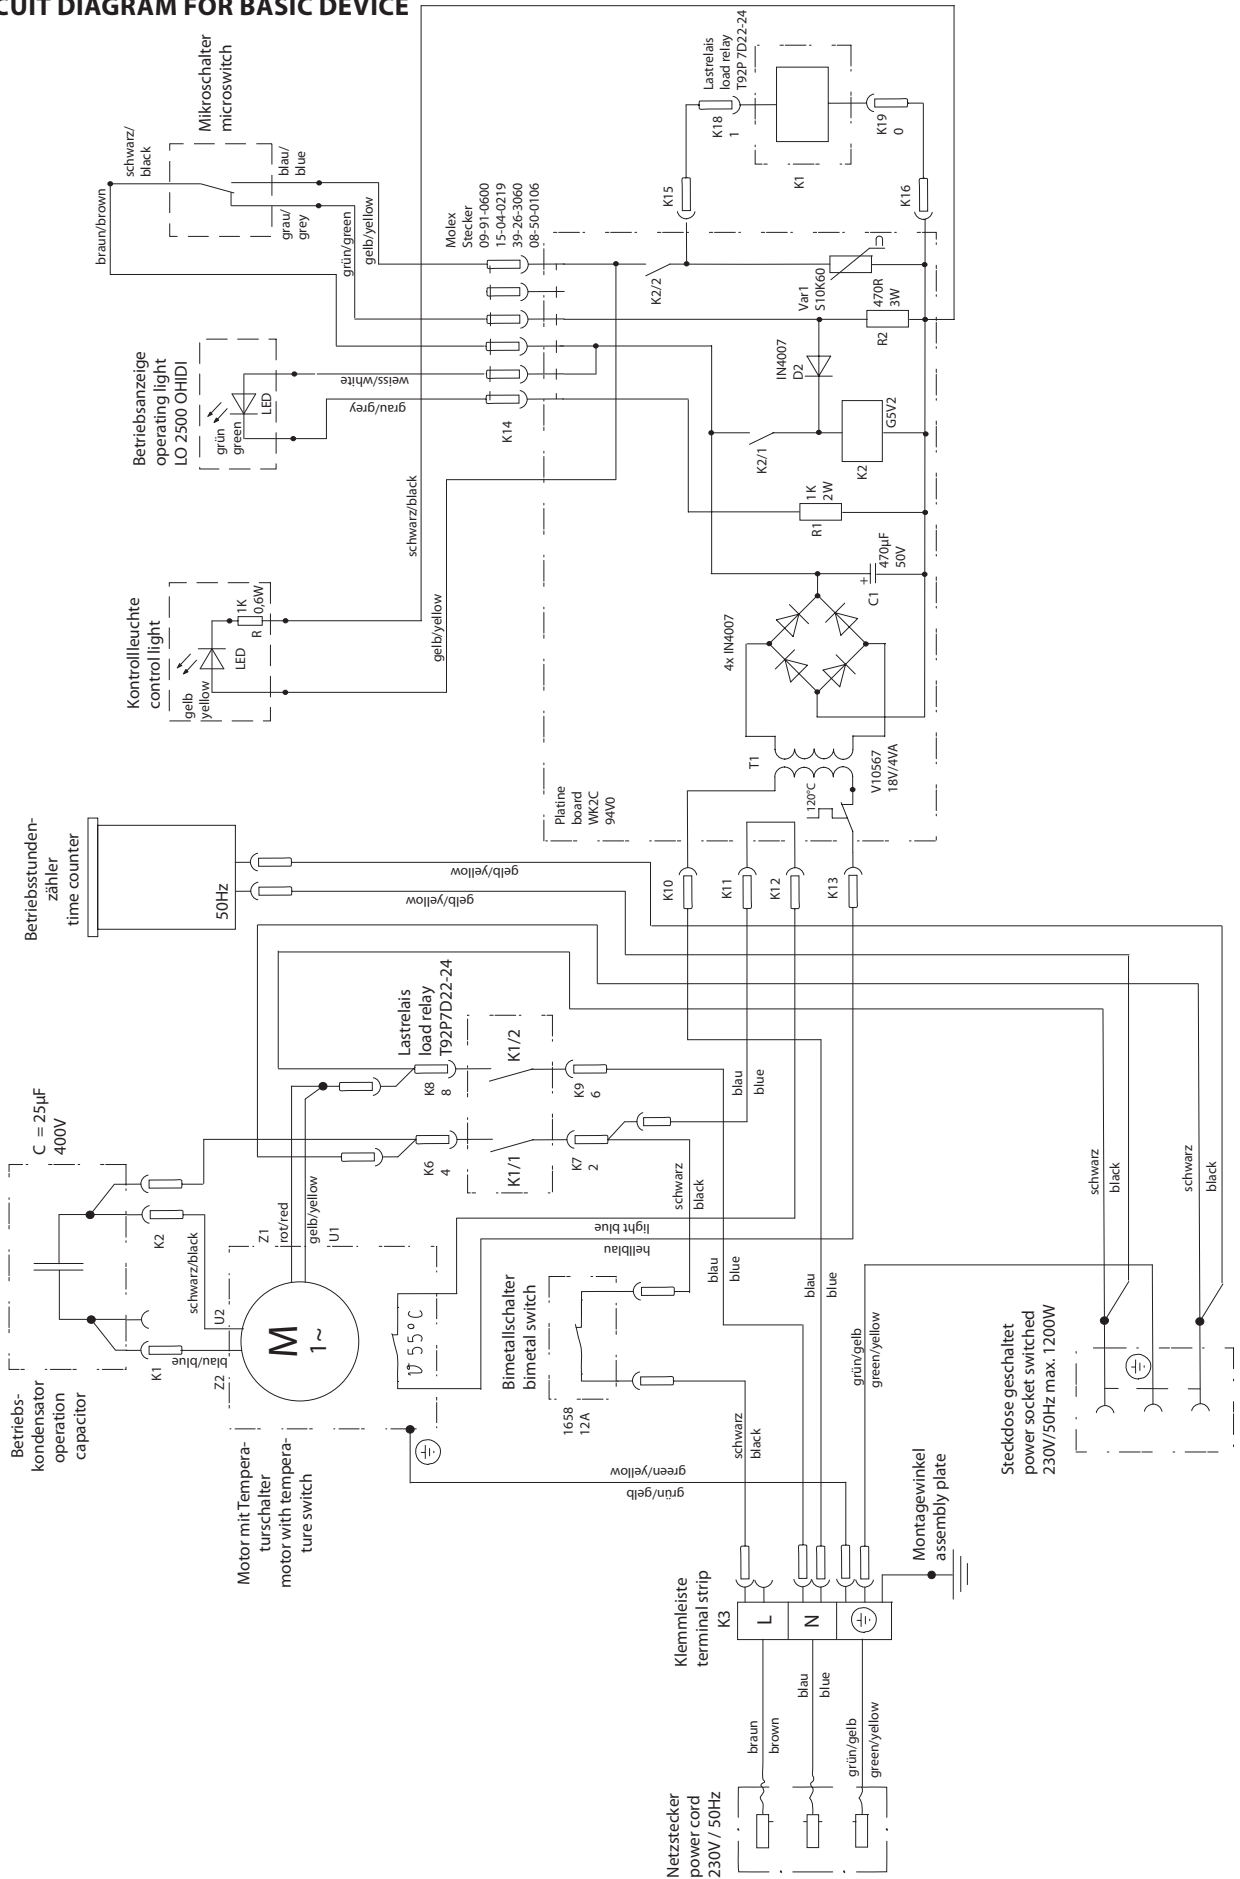 CUIT DIAGRAM FOR BASIC DEVICE
Mikroschalter
microswitch
schwarz/
black
braun/brown
blau/
blue
grau/
grey
grün/green
gelb/yellow
Molex
Stecker
09-91-0600
15-04-0219
39-26-3060
08-50-0106
K14
Lastrelais
load relay
T92P 7D22-24
K18
1
K19
0
K1
K15
K16
K2/2
Var1
S10K60
U
470R
3W
R2
IN4007
D2
K2/1
G5V2
K2
1K
2W
R1
470µF
50V
+
C1
4x IN4007
T1
V10567
18V/4VA
120°C
Platine
board
WK2C
94V0
K10
K11
K12
K13
Betriebsanzeige
operating light
LO 2500 OHIDI
grün
green
LED
weiss/white
grau/grey
schwarz/black
gelb/yellow
Kontrollleuchte
control light
gelb
yellow
LED
1K
0,6W
R
Betriebsstunden-
zähler
time counter
50Hz
gelb/yellow
gelb/yellow
Lastrelais
load relay
T92P7D22-24
K8
8
K1/2
K9
6
K6
4
K1/1
K7
2
C = 25µF
400V
K2
K1
Betriebs-
kondensator
operation
capacitor
schwarz/black
blau/blue
Z1
rot/red
gelb/yellow
U1
U2
Z2
M
1~
ϑ 55°C
Motor mit Tempera-
turschalter
motor with tempera-
ture switch
light blue
hellblau
Bimetallschalter
bimetal switch
1658
12A
schwarz
black
blau
blue
blau
blue
blau
blue
schwarz
black
green/yellow
grün/gelb
grün/gelb
green/yellow
schwarz
black
schwarz
black
Steckdose geschaltet
power socket switched
230V/50Hz max. 1200W
Montagewinkel
assembly plate
Klemmleiste
terminal strip
K3
L
N
braun
brown
blau
blue
grün/gelb
green/yellow
Netzstecker
power cord
230V / 50Hz